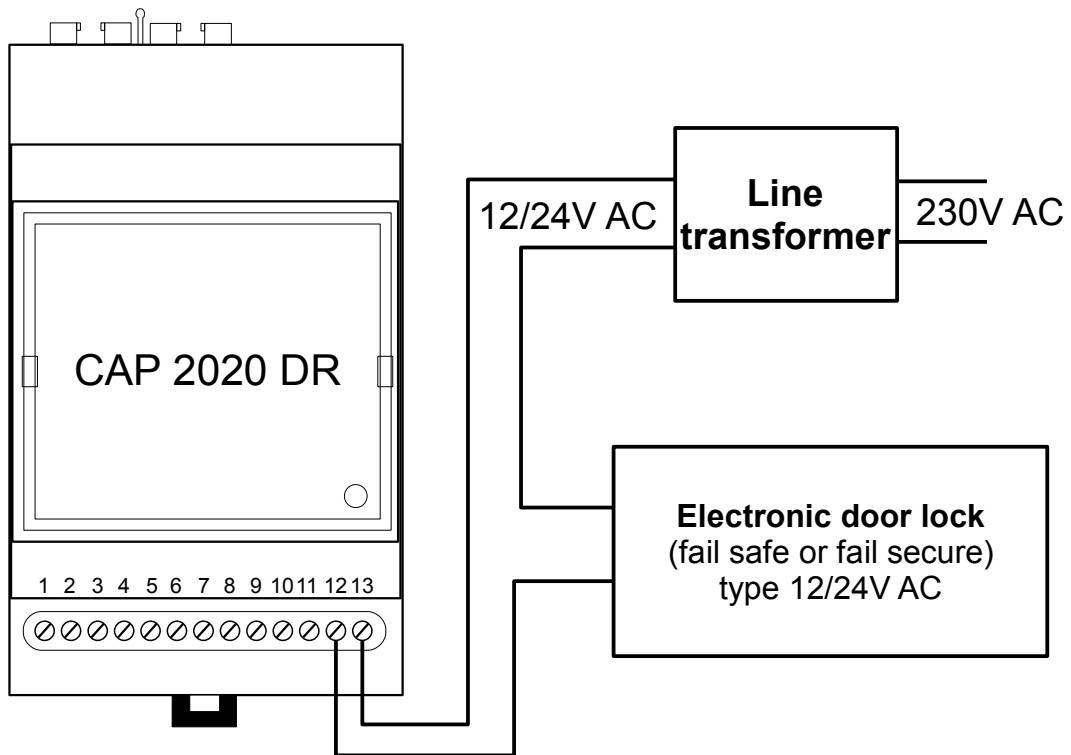 Line
transformer
12/24V AC
230V AC
CAP 2020 DR
Electronic door lock
(fail safe or fail secure)
type 12/24V AC
1 2 3 4 5 6 7 8 9 10 11 12 13